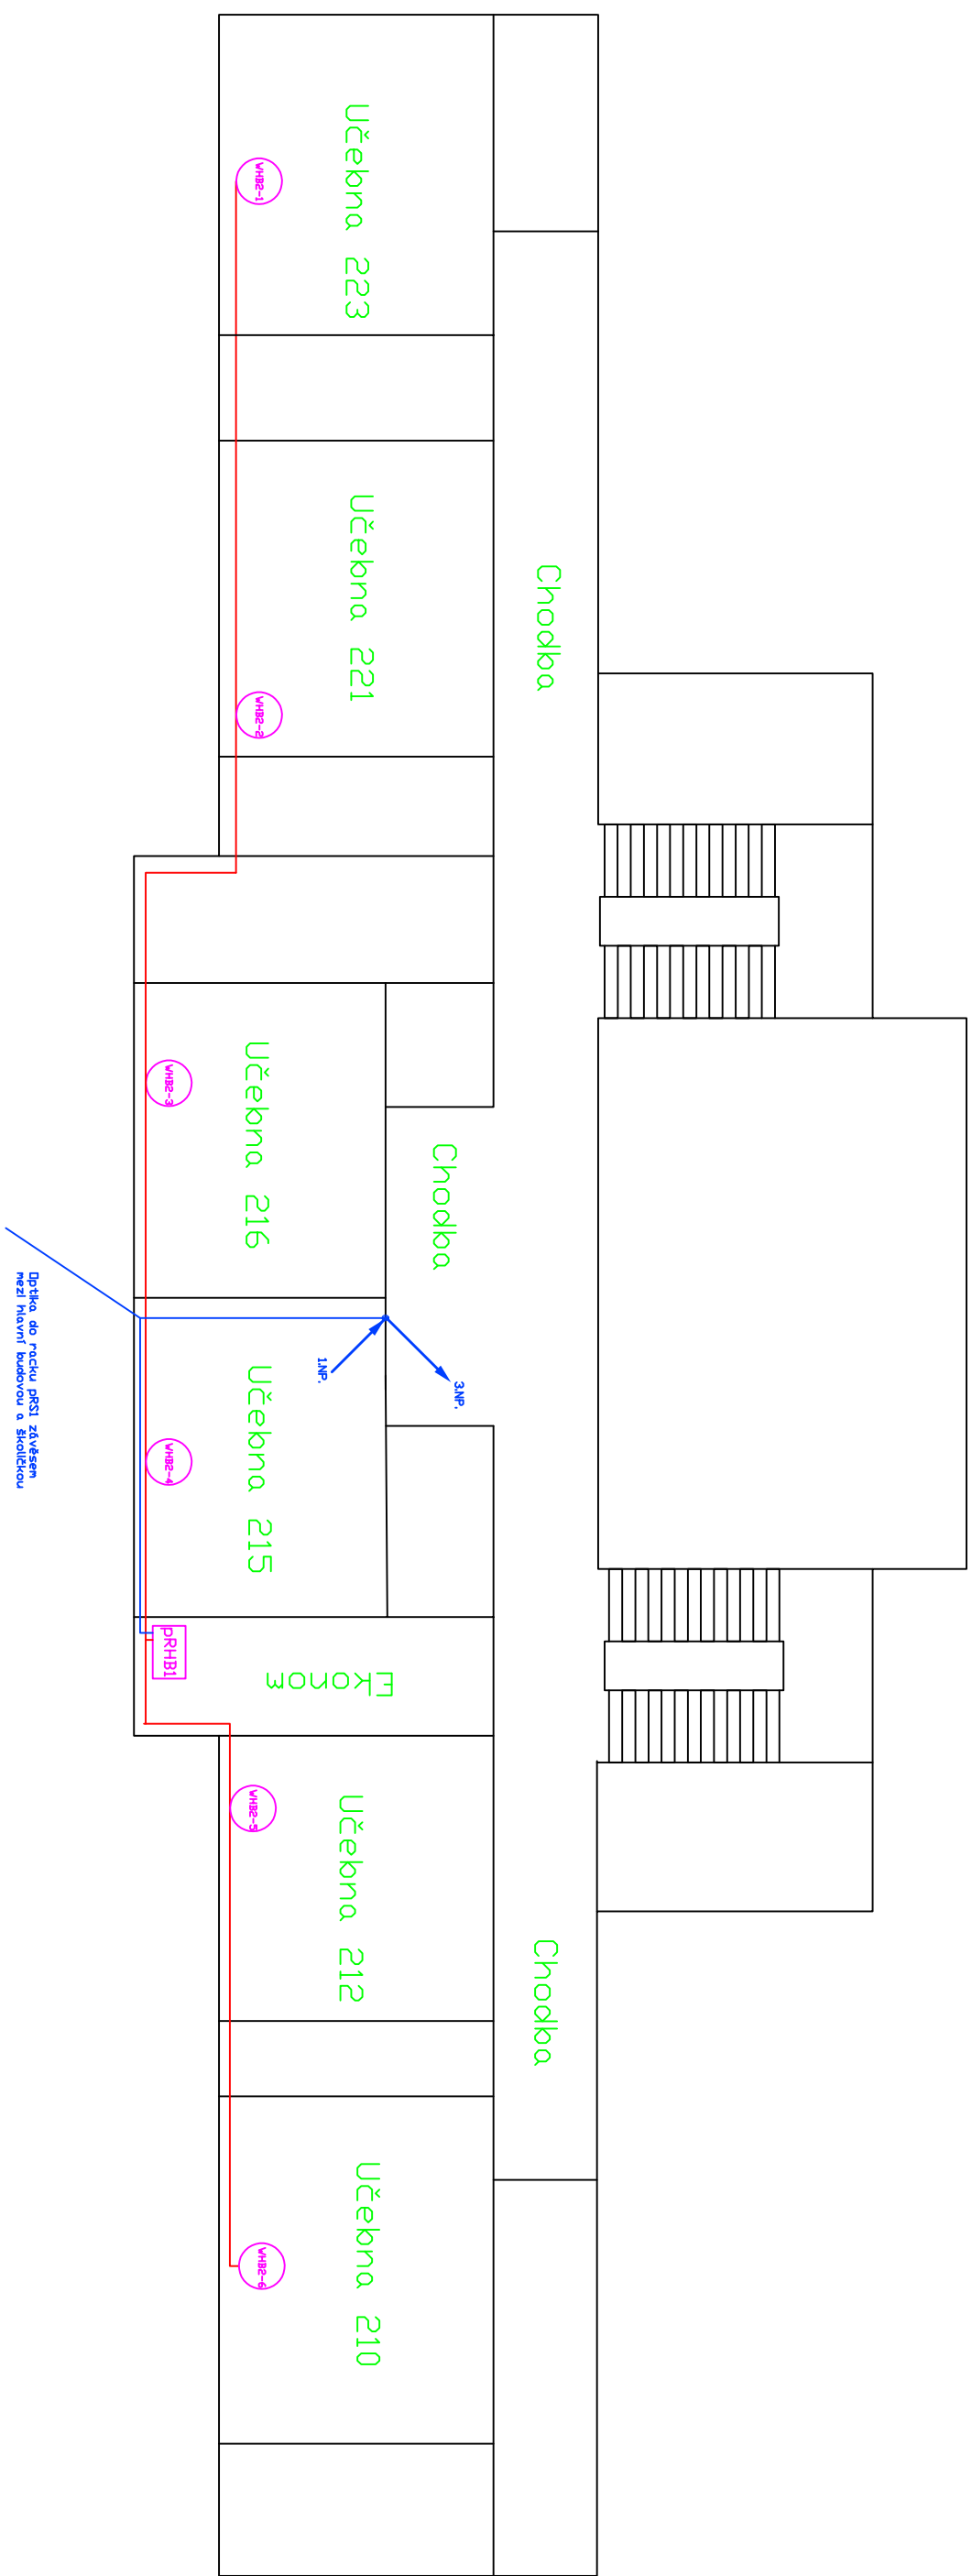 Učebna 223
WHB2-1
Učebna 221
WHB2-2
Chodba
Učebna 216
WHB2-3
Chodba
Učebna 215
WHB2-4
1.NP.
3.NP.
Optika do racku pRS1 závěsem
mezi hlavní budovou a školičkou
pRHB1
Ekonom
Učebna 212
WHB2-5
Chodba
Učebna 210
WHB2-6